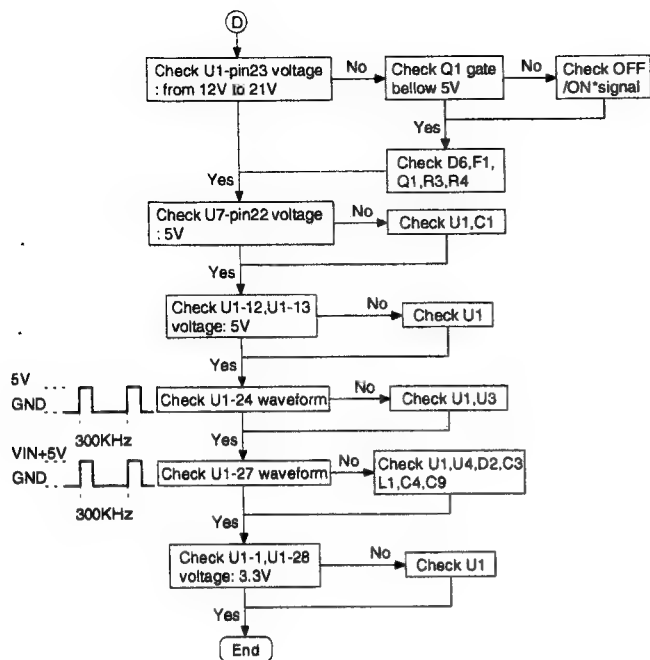 D
Check U1-pin23 voltage
: from 12V to 21V
No
Check Q1 gate
bellow 5V
No
Check OFF
/ON*signal
Yes
Check D6,F1,
Q1,R3,R4
Yes
Check U7-pin22 voltage
: 5V
No
Check U1,C1
Yes
Check U1-12,U1-13
voltage: 5V
No
Check U1
Yes
5V
GND
300KHz
Check U1-24 waveform
No
Check U1,U3
Yes
VIN+5V
GND
300KHz
Check U1-27 waveform
No
Check U1,U4,D2,C3
L1,C4,C9
Yes
Check U1-1,U1-28
voltage: 3.3V
No
Check U1
Yes
End